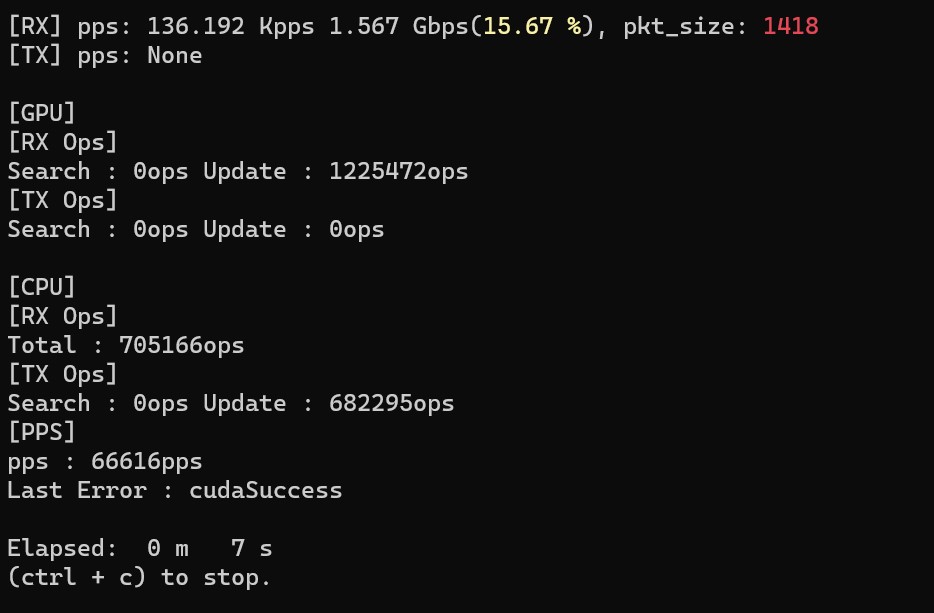 [RX] pps: 136.192 Kpps 1.567 Gbps(15.67 %), pkt_size: 1418
[TX] pps: None
[GPU]
[RX Ops]
Search : 0ops Update : 1225472ops
[TX Ops]
Search : 0ops Update : 0ops
[CPU]
[RX Ops]
Total : 705166ops
[TX Ops]
Search : 0ops Update : 682295ops
[PPS]
pps : 66616pps
Last Error : cudaSuccess
Elapsed:  0 m   7 s
(ctrl + c) to stop.